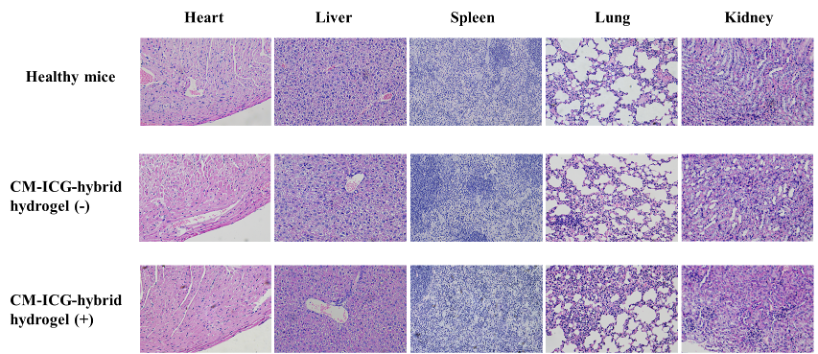 Heart Liver Spleen Lung Kidney
Healthy mice
CM-ICG-hybrid
hydrogel (-)
CM-ICG-hybrid
hydrogel (+)